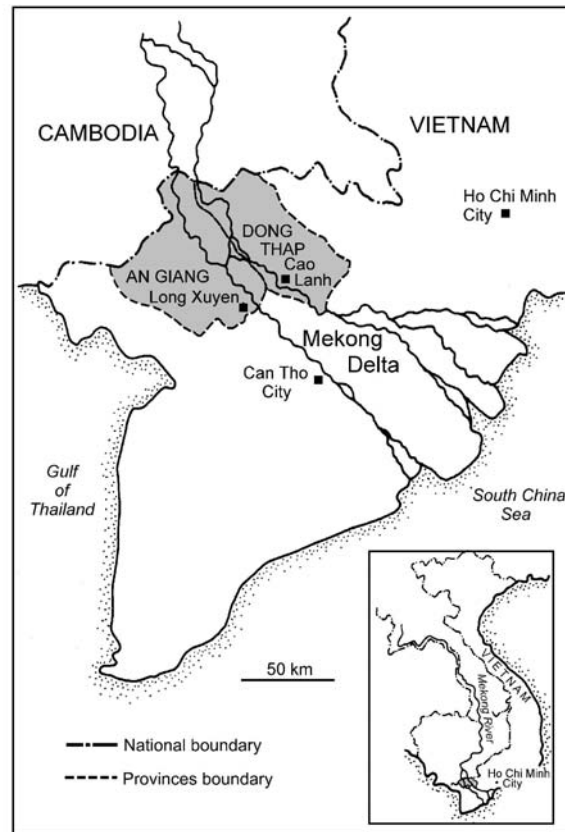 CAMBODIA
VIETNAM
Ho Chi Minh
City
DONG
THAP
Cao
Lanh
AN GIANG
Long Xuyen
Mekong
Delta
Can Tho
City
Gulf
of
Thailand
South China
Sea
50 km
National boundary
Provinces boundary
VIETNAM
Mekong River
Ho Chi Minh
City